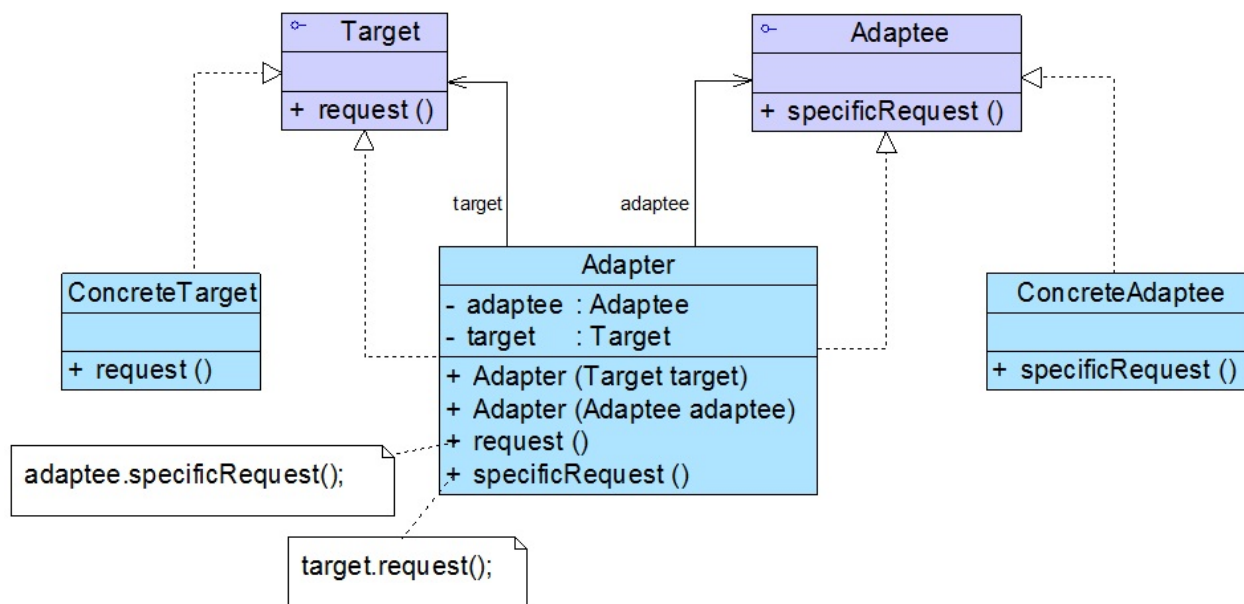 Target
+ request ()
Adaptee
+ specificRequest ()
target
adaptee
ConcreteTarget
+ request ()
Adapter
- adaptee : Adaptee
- target : Target
+ Adapter (Target target)
+ Adapter (Adaptee adaptee)
+ request ()
+ specificRequest ()
ConcreteAdaptee
+ specificRequest ()
adaptee.specificRequest();
target.request();